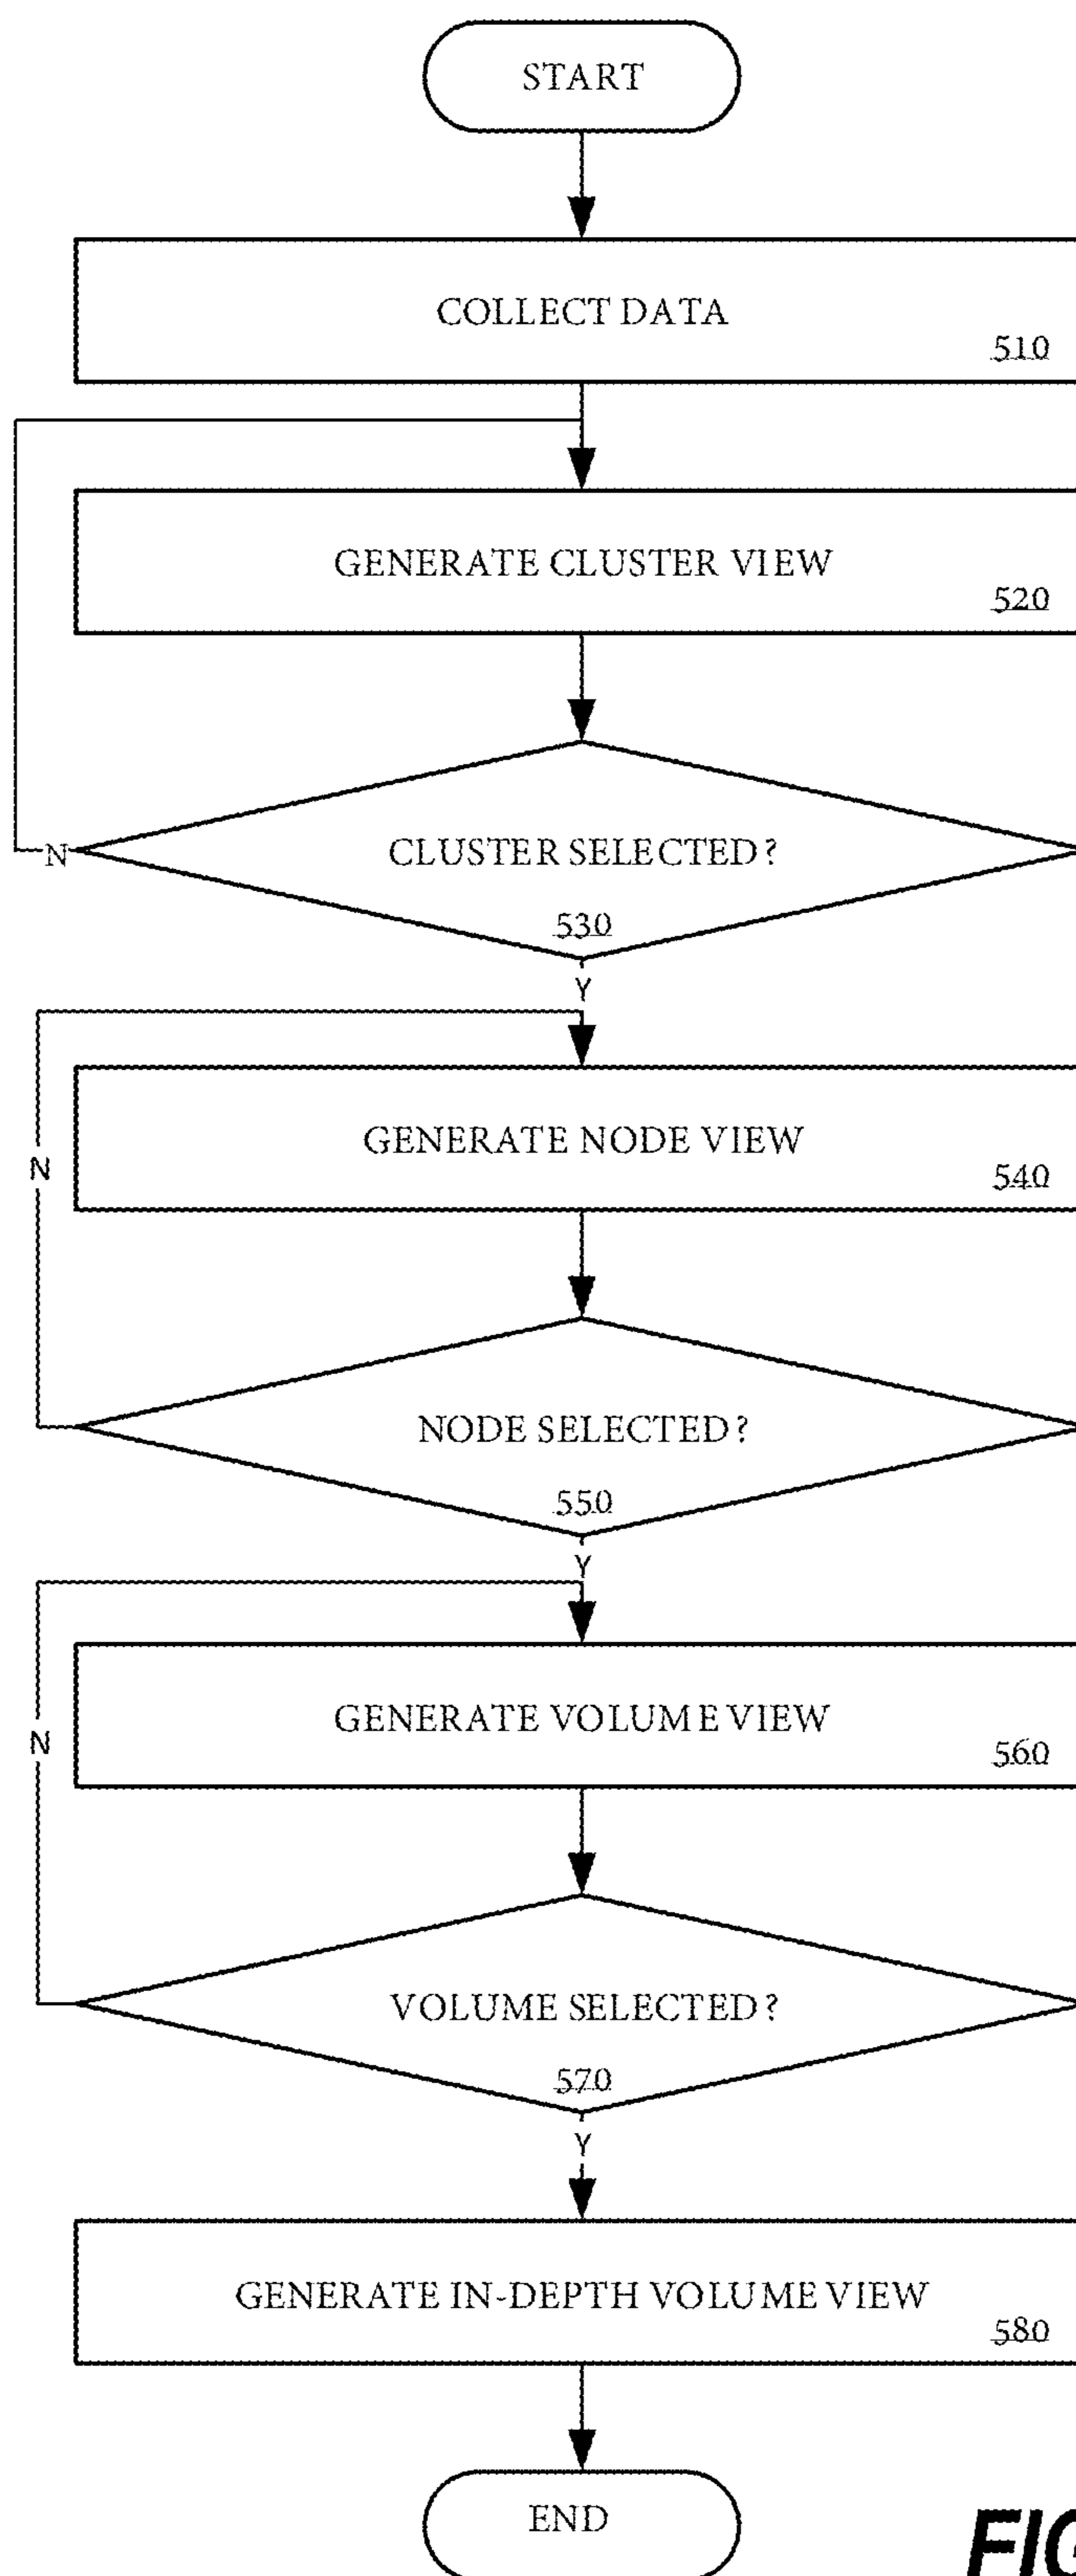 START
COLLECT DATA
510
GENERATE CLUSTER VIEW
520
CLUSTER SELECTED?
N
530
Y
GENERATE NODE VIEW
N
540
NODE SELECTED?
550
Y
GENERATE VOLUME VIEW
N
560
VOLUME SELECTED?
570
Y
GENERATE IN-DEPTH VOLUME VIEW
580
END
FIG